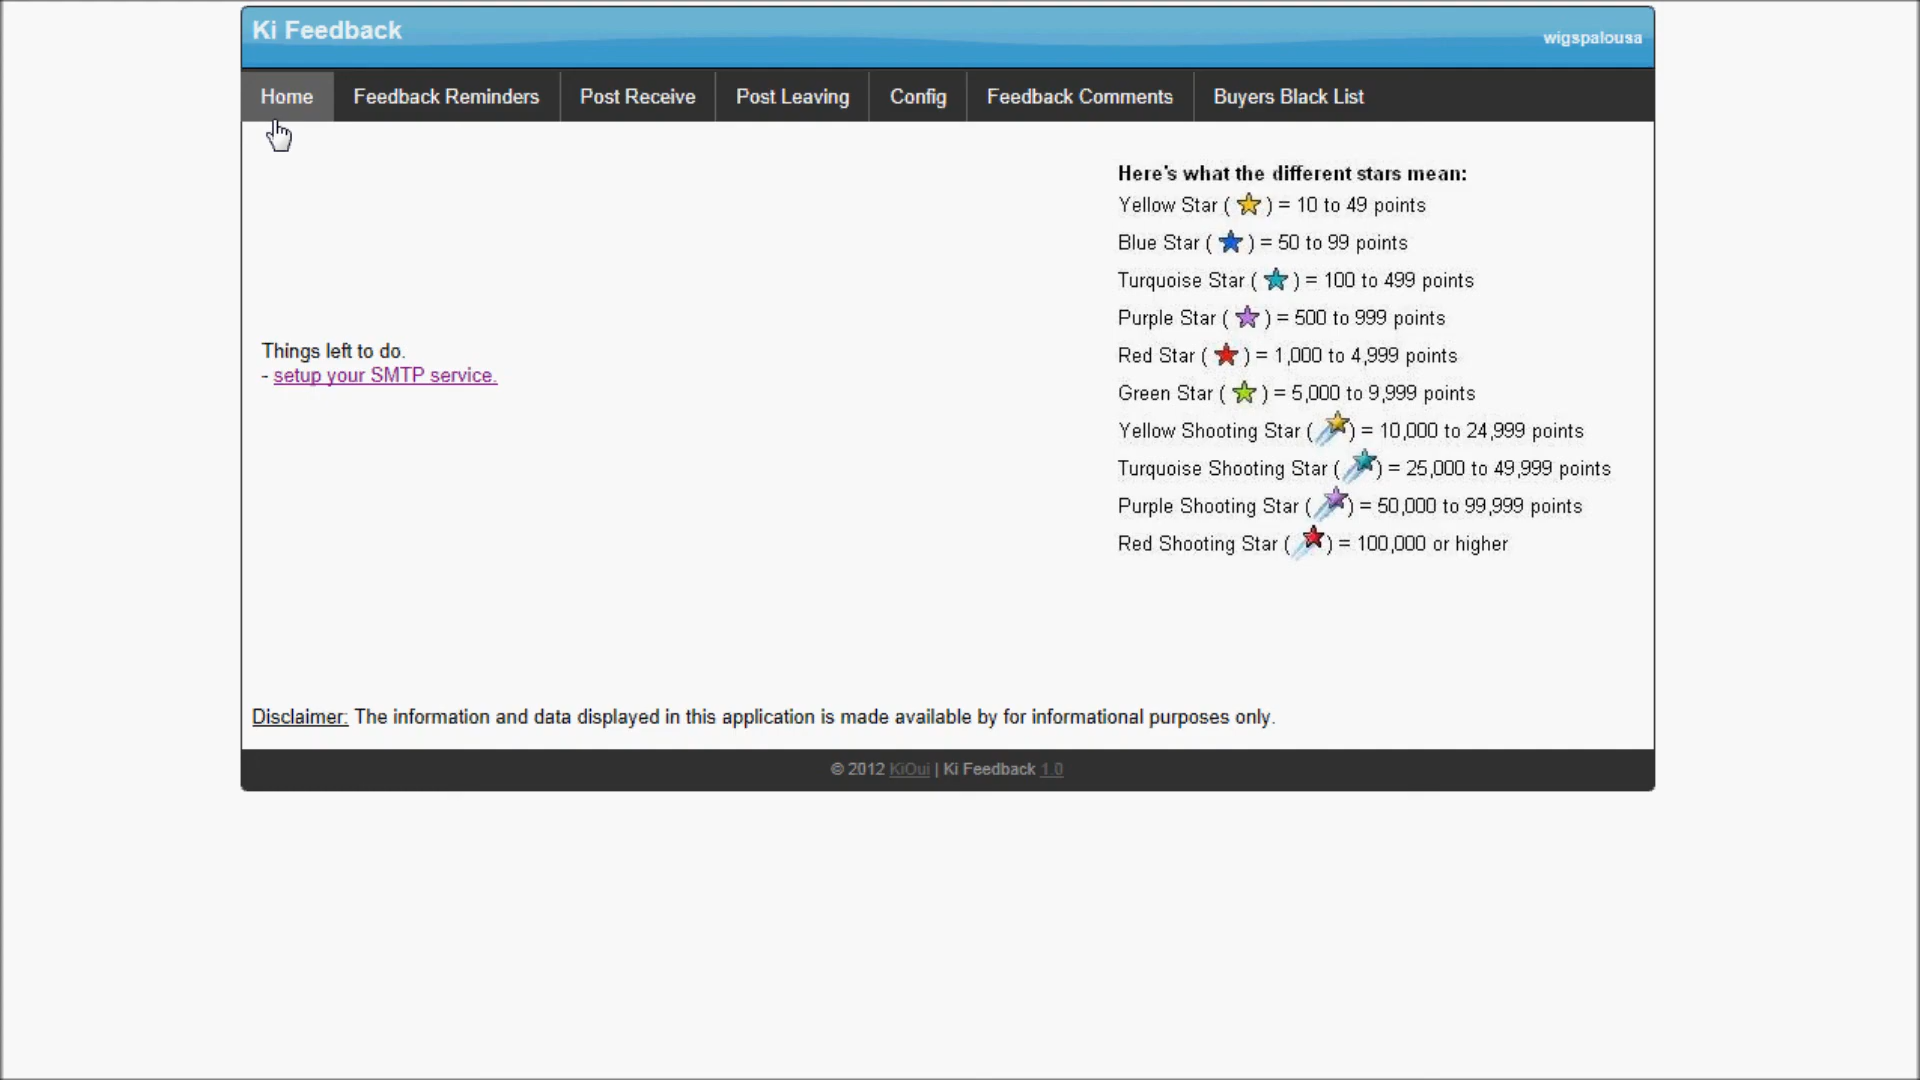 Ki Feedback
wigspalousa
Home
Feedback Reminders
Post Receive
Post Leaving
Config
Feedback Comments
Buyers Black List
Here's what the different stars mean:
Yellow Star ( ) = 10 to 49 points
Blue Star ( ) = 50 to 99 points
Turquoise Star ( ) = 100 to 499 points
Purple Star ( ) = 500 to 999 points
Red Star ( ) = 1,000 to 4,999 points
Green Star ( ) = 5,000 to 9,999 points
Yellow Shooting Star ( ) = 10,000 to 24,999 points
Turquoise Shooting Star ( ) = 25,000 to 49,999 points
Purple Shooting Star ( ) = 50,000 to 99,999 points
Red Shooting Star ( ) = 100,000 or higher
Things left to do.
- setup your SMTP service.
Disclaimer: The information and data displayed in this application is made available by for informational purposes only.
© 2012 KiOui | Ki Feedback 1.0